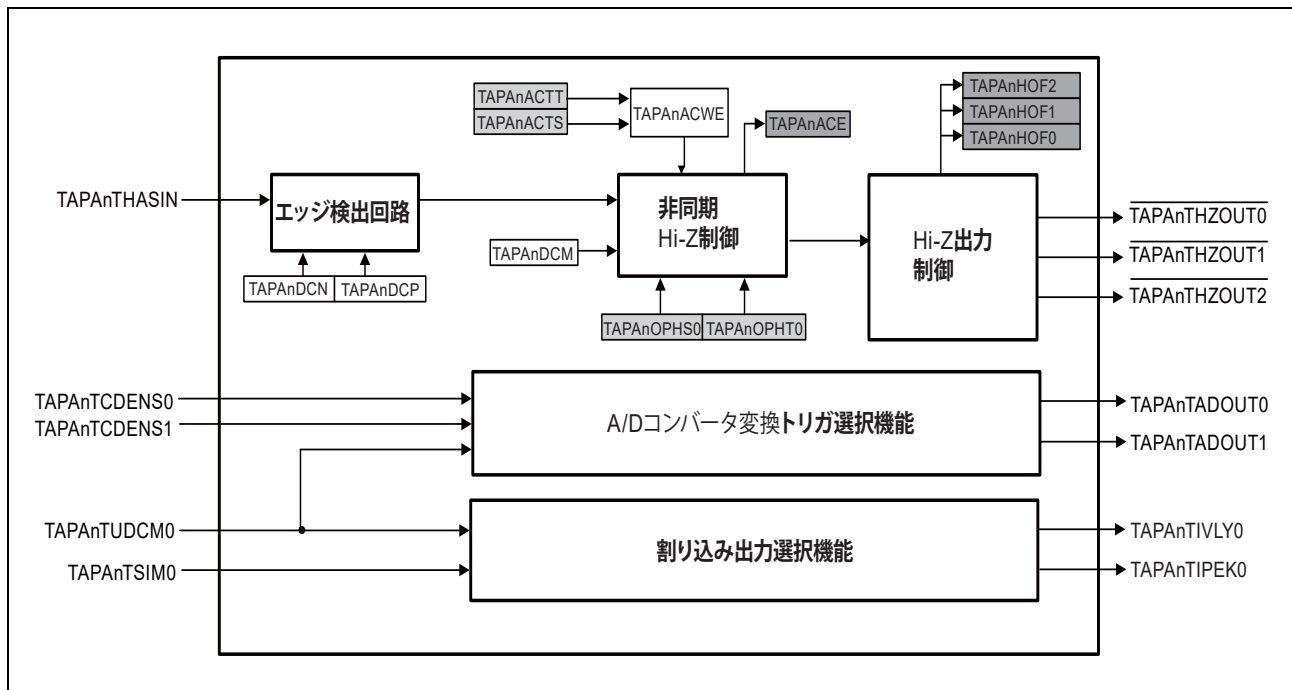 TAPAnACTT
TAPAnACTS
TAPAnACWE
TAPAnACE
TAPAnHOF2
TAPAnHOF1
TAPAnHOF0
TAPAnTHASIN
エッジ検出回路
TAPAnDCN
TAPAnDCP
TAPAnDCM
非同期
Hi-Z制御
TAPAnOPHS0
TAPAnOPHT0
Hi-Z出力
制御
TAPAnTHZOUT0
TAPAnTHZOUT1
TAPAnTHZOUT2
TAPAnTCDENS0
TAPAnTCDENS1
A/Dコンバータ変換トリガ選択機能
TAPAnTADOUT0
TAPAnTADOUT1
TAPAnTUDCM0
TAPAnTSIM0
割り込み出力選択機能
TAPAnTIVLY0
TAPAnTIPEK0